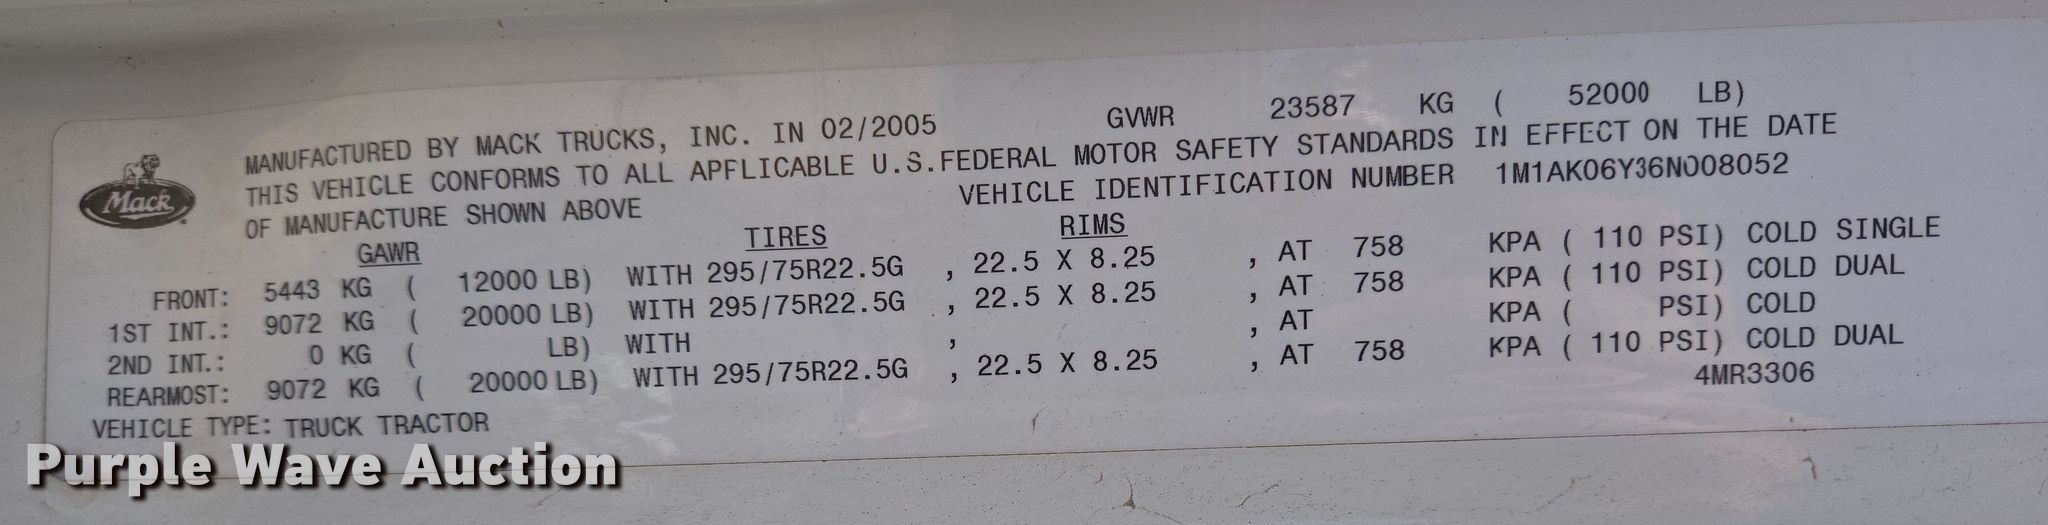 MANUFACTURED BY MACK TRUCKS, INC. IN 02/2005 GVWR 23587 KG ( 52000 LB)
THIS VEHICLE CONFORMS TO ALL APPLICABLE U.S.FEDERAL MOTOR SAFETY STANDARDS IN EFFECT ON THE DATE
OF MANUFACTURE SHOWN ABOVE VEHICLE IDENTIFICATION NUMBER 1M1AK06Y36N008052
Mack
GAWR TIRES RIMS
FRONT: 5443 KG ( 12000 LB) WITH 295/75R22.5G , 22.5 X 8.25 , AT 758 KPA ( 110 PSI) COLD SINGLE
1ST INT.: 9072 KG ( 20000 LB) WITH 295/75R22.5G , 22.5 X 8.25 , AT 758 KPA ( 110 PSI) COLD DUAL
2ND INT.: 0 KG ( LB) WITH , , AT KPA ( PSI) COLD
REARMOST: 9072 KG ( 20000 LB) WITH 295/75R22.5G , 22.5 X 8.25 , AT 758 KPA ( 110 PSI) COLD DUAL
VEHICLE TYPE: TRUCK TRACTOR 4MR3306
Purple Wave Auction